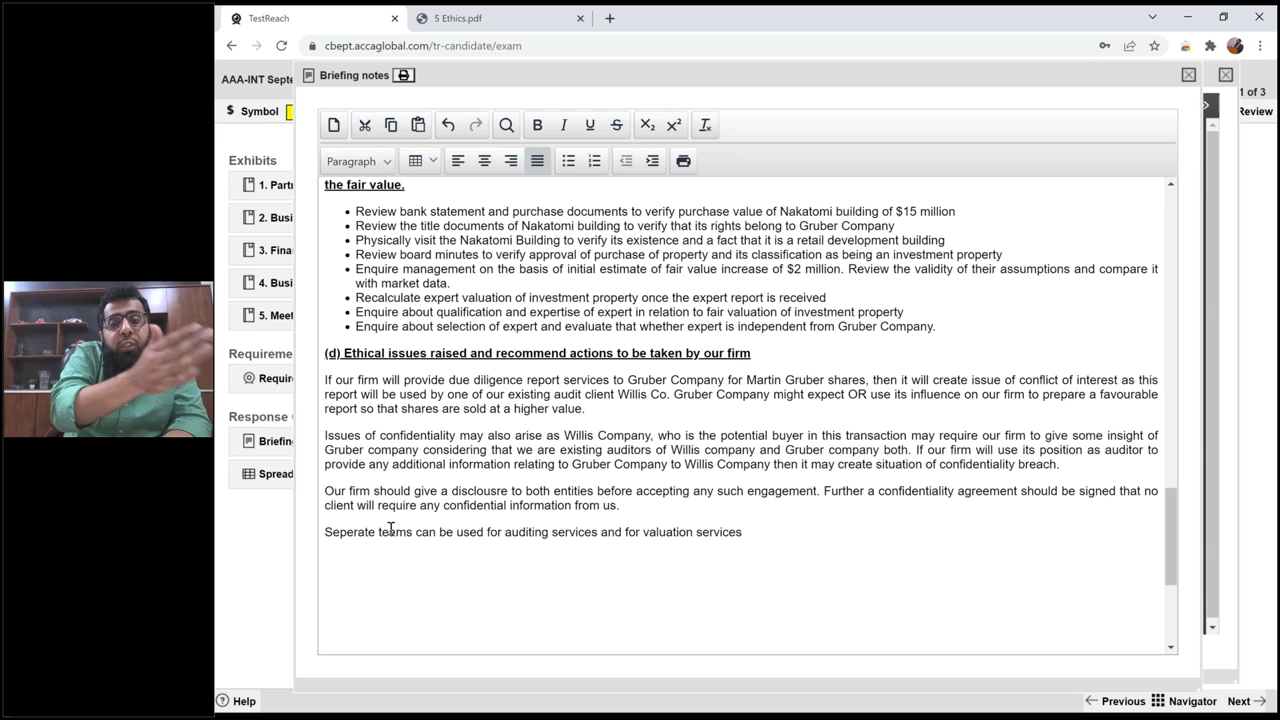 TestReach
5 Ethics.pdf
cbept.accaglobal.com/tr-candidate/exam
AAA-INT Septe
Briefing notes
1 of 3
$ Symbol
Review
Paragraph
Exhibits
1. Partn
2. Busi
3. Finan
4. Busi
5. Meet
Requireme
Require
Response O
Briefin
Spread
the fair value.
• Review bank statement and purchase documents to verify purchase value of Nakatomi building of $15 million
• Review the title documents of Nakatomi building to verify that its rights belong to Gruber Company
• Physically visit the Nakatomi Building to verify its existence and a fact that it is a retail development building
• Review board minutes to verify approval of purchase of property and its classification as being an investment property
• Enquire management on the basis of initial estimate of fair value increase of $2 million. Review the validity of their assumptions and compare it
with market data.
• Recalculate expert valuation of investment property once the expert report is received
• Enquire about qualification and expertise of expert in relation to fair valuation of investment property
• Enquire about selection of expert and evaluate that whether expert is independent from Gruber Company.
(d) Ethical issues raised and recommend actions to be taken by our firm
If our firm will provide due diligence report services to Gruber Company for Martin Gruber shares, then it will create issue of conflict of interest as this
report will be used by one of our existing audit client Willis Co. Gruber Company might expect OR use its influence on our firm to prepare a favourable
report so that shares are sold at a higher value.
Issues of confidentiality may also arise as Willis Company, who is the potential buyer in this transaction may require our firm to give some insight of
Gruber company considering that we are existing auditors of Willis company and Gruber company both. If our firm will use its position as auditor to
provide any additional information relating to Gruber Company to Willis Company then it may create situation of confidentiality breach.
Our firm should give a disclousre to both entities before accepting any such engagement. Further a confidentiality agreement should be signed that no
client will require any confidential information from us.
Seperate teams can be used for auditing services and for valuation services
Help
Previous
Navigator
Next